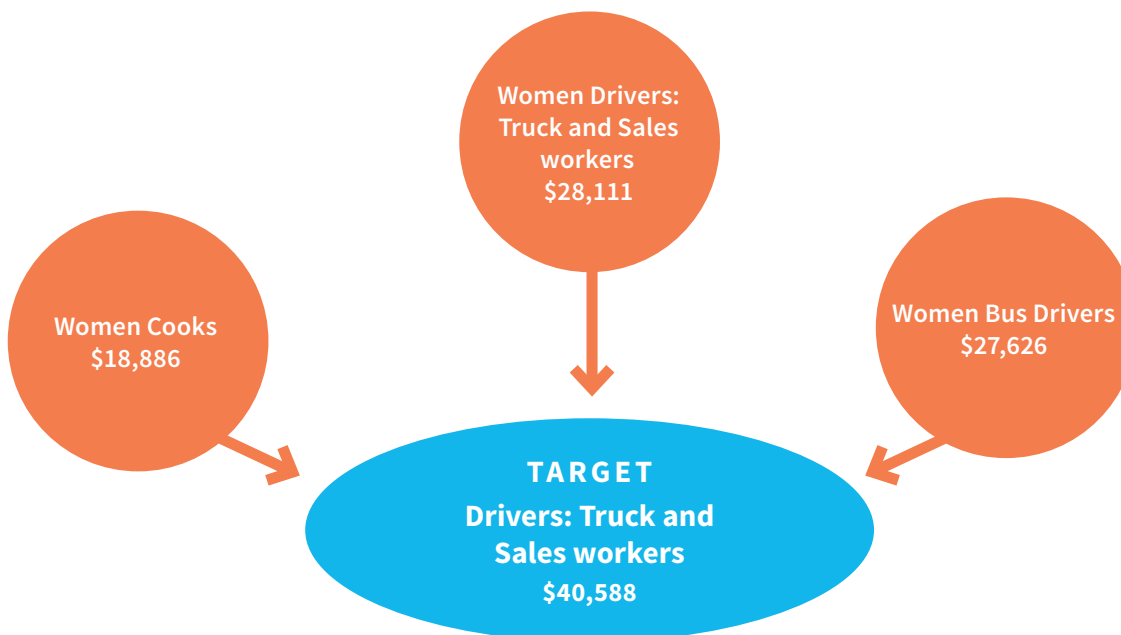 Women Drivers:
Truck and Sales
workers
$28,111
Women Cooks
$18,886
Women Bus Drivers
$27,626
TARGET
Drivers: Truck and
Sales workers
$40,588